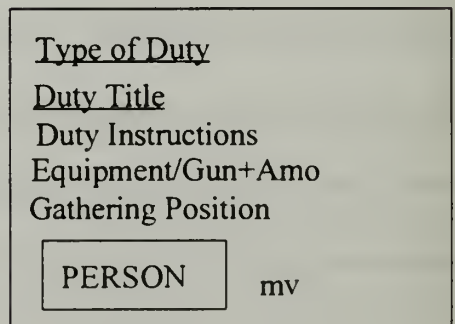 Type of Duty
Duty Title
Duty Instructions
Equipment/Gun+Amo
Gathering Position
PERSON mv